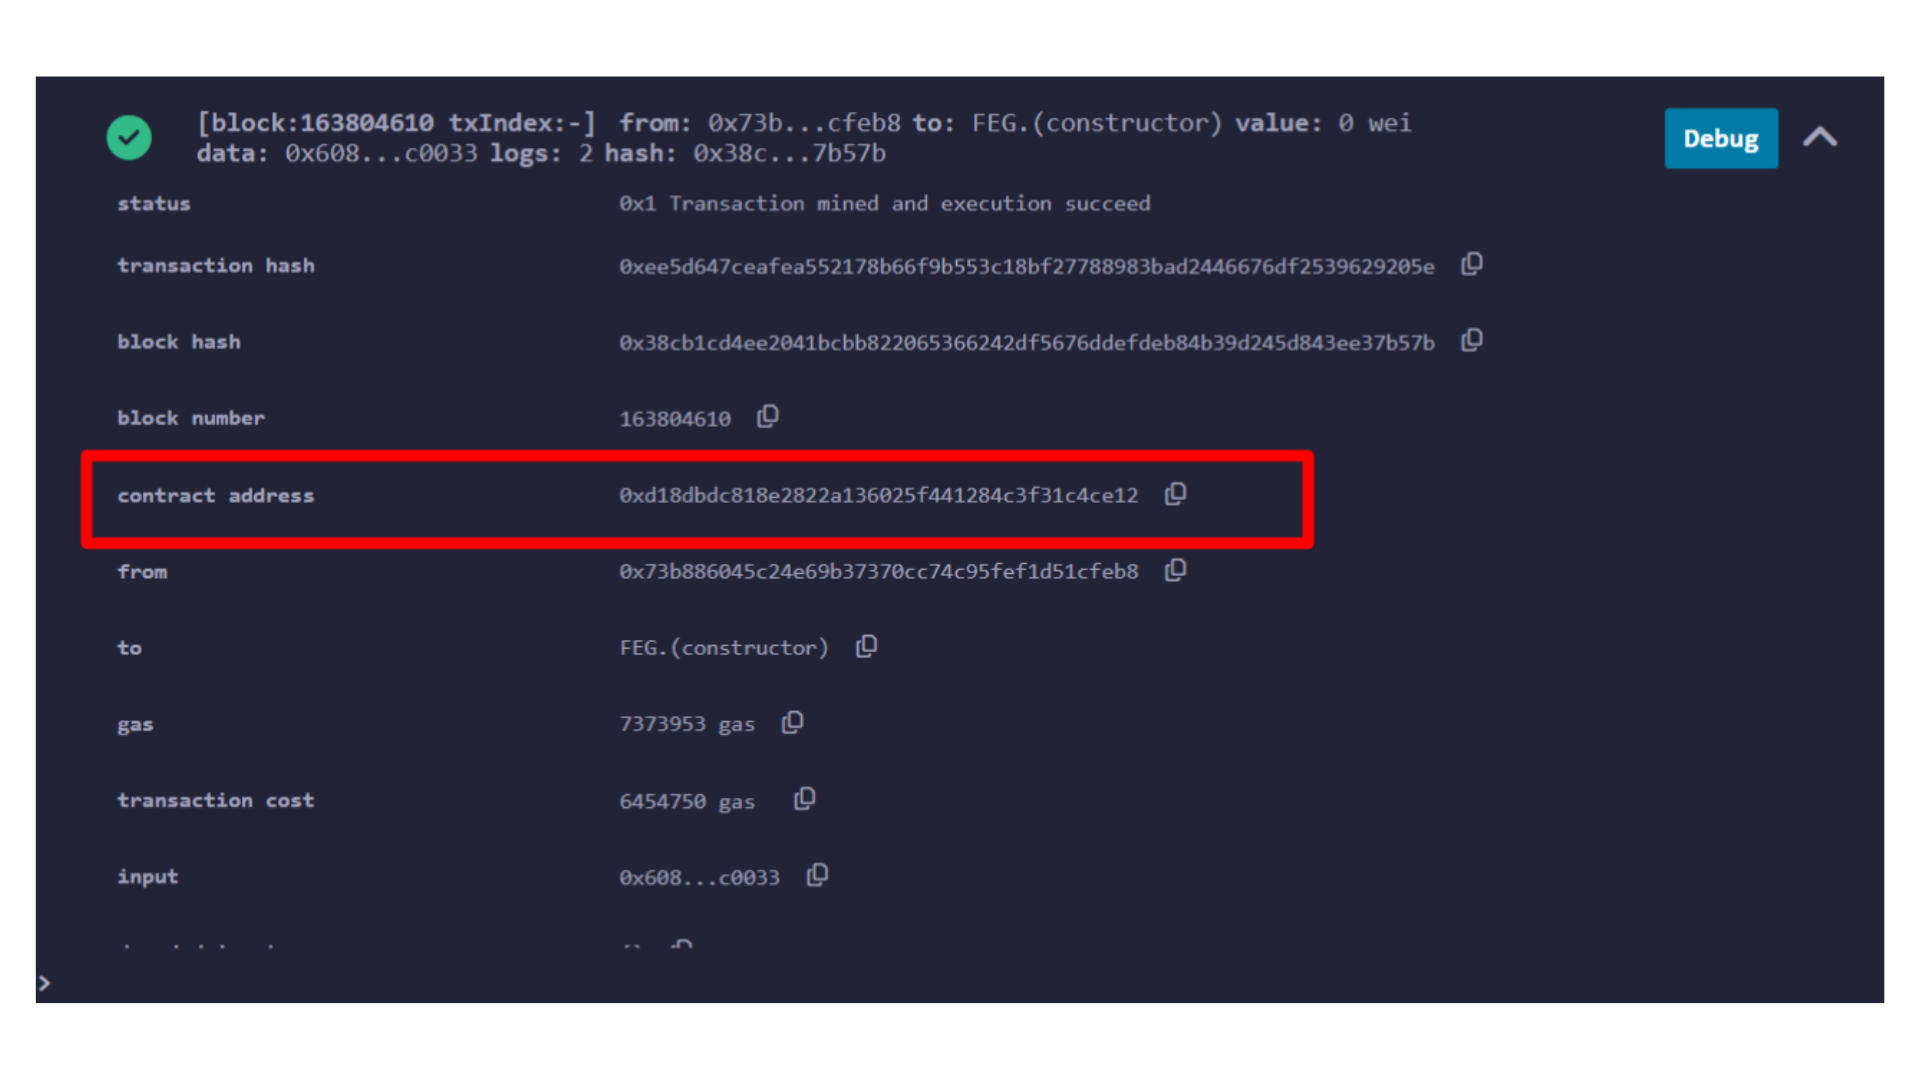 [block:163804610 txIndex:-] from: 0x73b...cfeb8 to: FEG.(constructor) value: 0 wei
data: 0x608...c0033 logs: 2 hash: 0x38c...7b57b
Debug
status 0x1 Transaction mined and execution succeed
transaction hash 0xee5d647ceafea552178b66f9b553c18bf27788983bad2446676df2539629205e
block hash 0x38cb1cd4ee2041bcbb822065366242df5676ddefdeb84b39d245d843ee37b57b
block number 163804610
contract address 0xd18dbdc818e2822a136025f441284c3f31c4ce12
from 0x73b886045c24e69b37370cc74c95fef1d51cfeb8
to FEG.(constructor)
gas 7373953 gas
transaction cost 6454750 gas
input 0x608...c0033
>